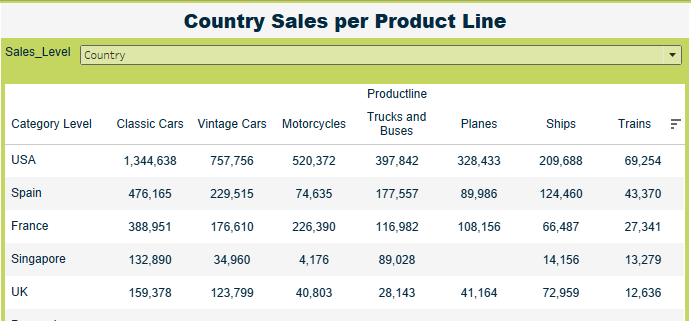 Country Sales per Product Line
Sales_Level Country
Productline
Category Level Classic Cars Vintage Cars Motorcycles Trucks and Buses Planes Ships Trains
USA 1,344,638 757,756 520,372 397,842 328,433 209,688 69,254
Spain 476,165 229,515 74,635 177,557 89,986 124,460 43,370
France 388,951 176,610 226,390 116,982 108,156 66,487 27,341
Singapore 132,890 34,960 4,176 89,028 14,156 13,279
UK 159,378 123,799 40,803 28,143 41,164 72,959 12,636